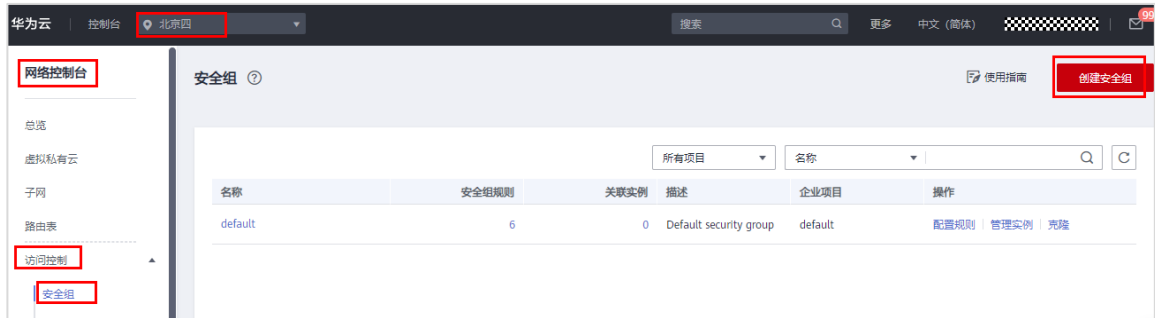 华为云 控制台 北京四 搜索 更多 中文 (简体) 99
网络控制台
安全组 ? 使用指南 创建安全组
总览
虚拟私有云
子网
路由表
访问控制
安全组
所有项目 名称
名称 安全组规则 关联实例 描述 企业项目 操作
default 6 0 Default security group default 配置规则 管理实例 克隆